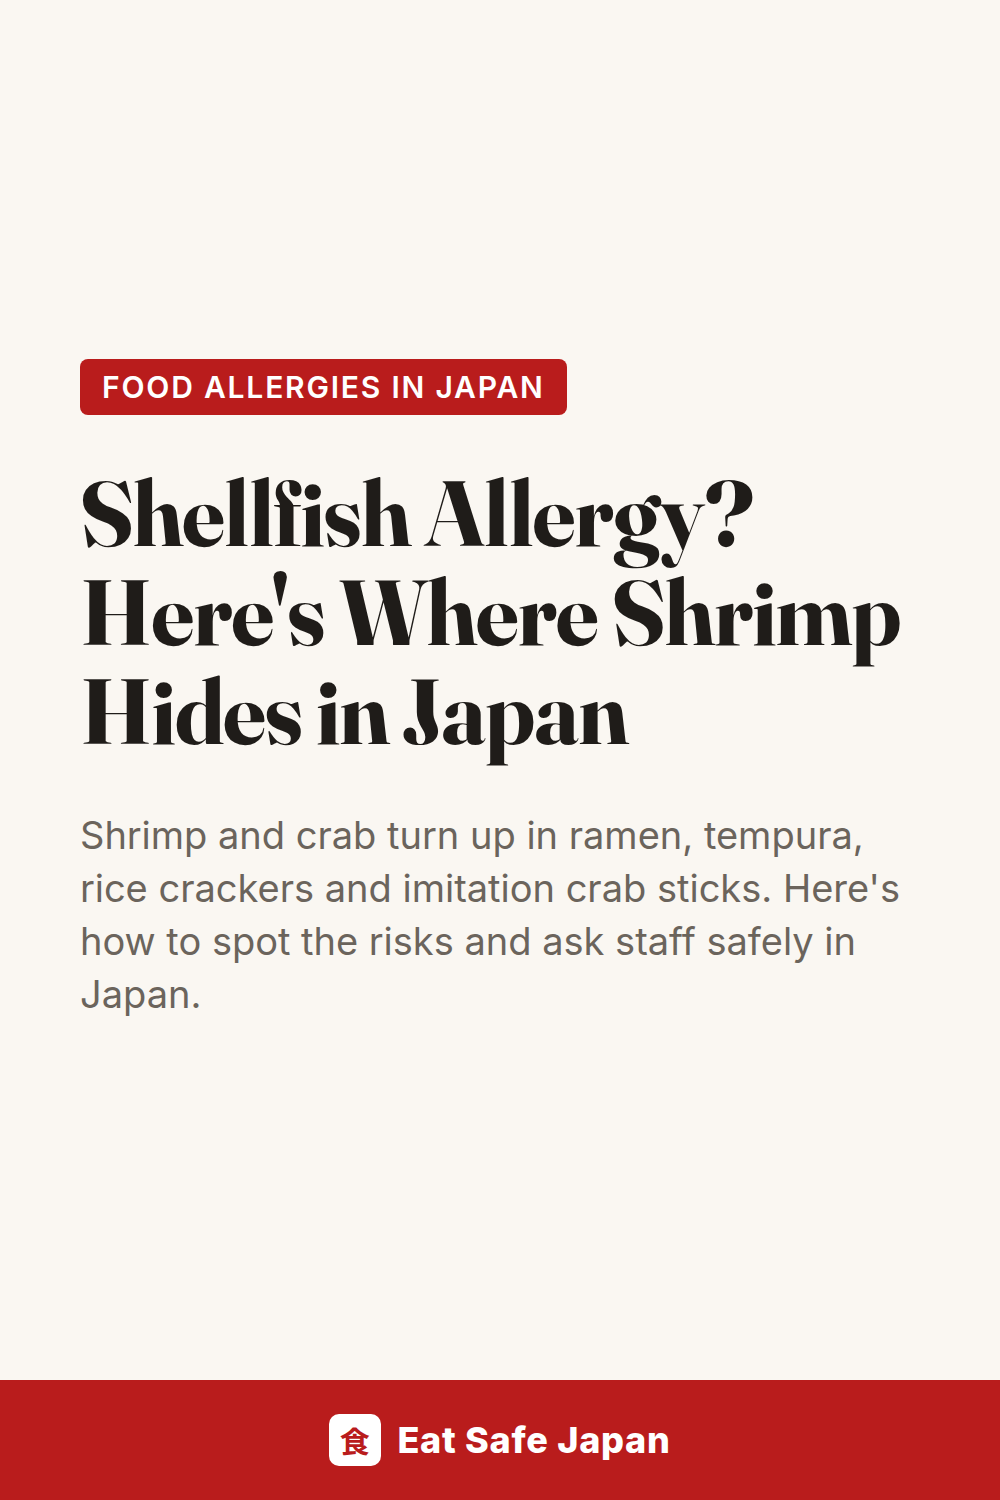 FOOD ALLERGIES IN JAPAN
Shellfish Allergy?
Here's Where Shrimp
Hides in Japan
Shrimp and crab turn up in ramen, tempura,
rice crackers and imitation crab sticks. Here's
how to spot the risks and ask staff safely in
Japan.
食 Eat Safe Japan